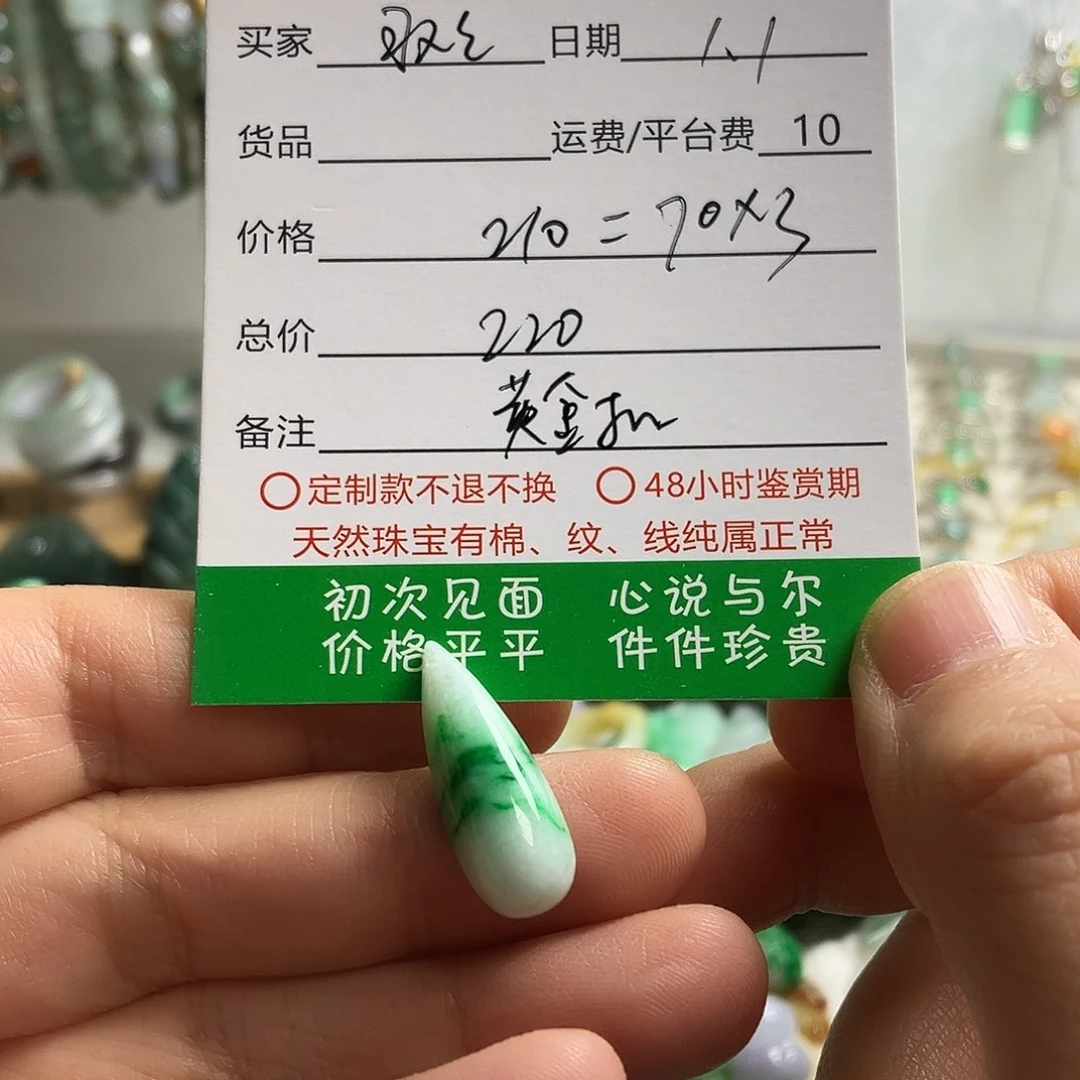 买家 日期 1.1
货品 运费/平台费 10
价格 210=70×3
总价 220
备注 黄金扣
○定制款不退不换 ○48小时鉴赏期
天然珠宝有棉、纹、线纯属正常
初次见面 心说与尔
价格平平 件件珍贵